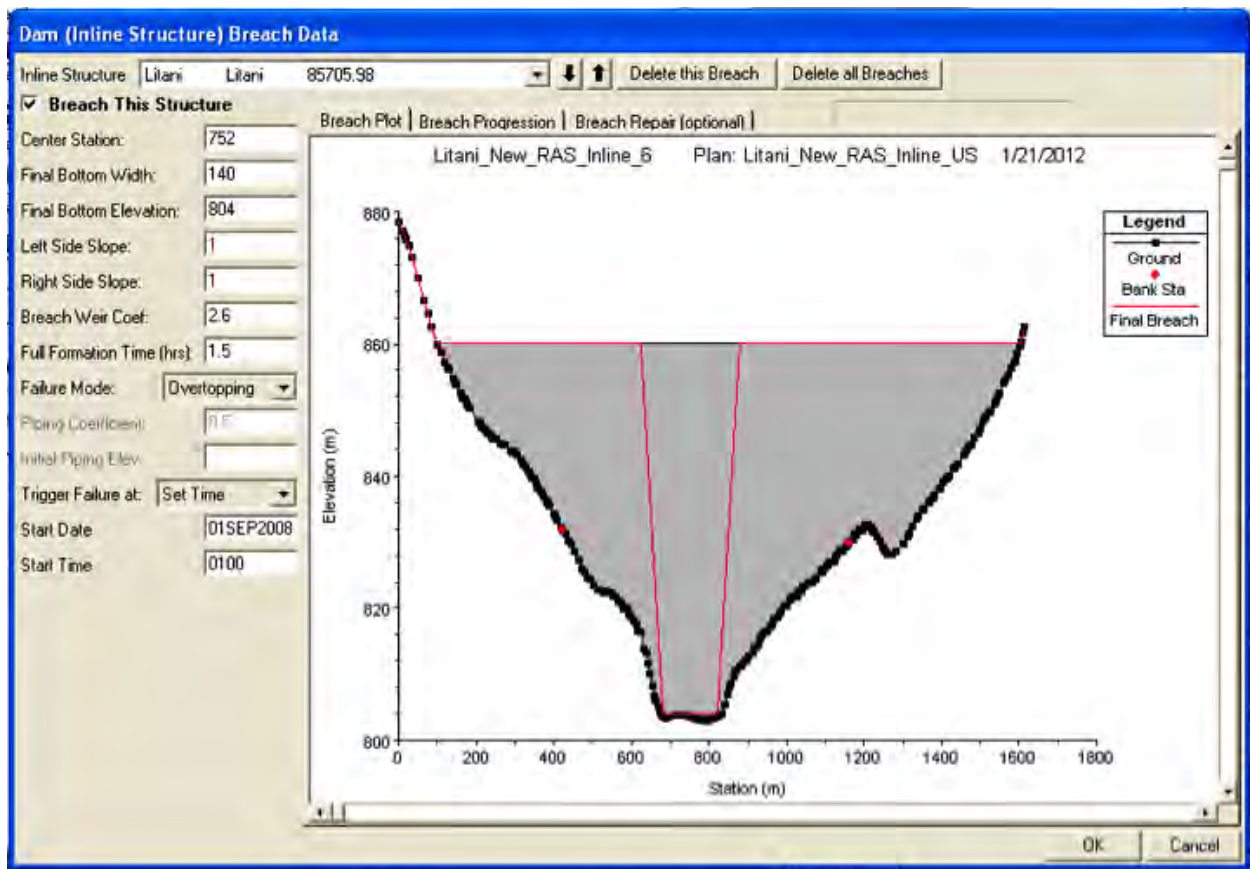 Dam (Inline Structure) Breach Data
Inline Structure Litani Litani 85705.98 Delete this Breach Delete all Breaches
Breach This Structure
Center Station: 752
Final Bottom Width: 140
Final Bottom Elevation: 804
Left Side Slope: 1
Right Side Slope: 1
Breach Weir Coef: 2.6
Full Formation Time (hrs): 1.5
Failure Mode: Overtopping
Piping Coefficient:
Initial Piping Elev:
Trigger Failure at: Set Time
Start Date 01SEP2008
Start Time 0100
Breach Plot Breach Progression Breach Repair (optional)
Litani_New_RAS_Inline_6 Plan: Litani_New_RAS_Inline_US 1/21/2012
880
860
840
820
800
Elevation (m)
0 200 400 600 800 1000 1200 1400 1600 1800
Station (m)
Legend
Ground
Bank Sta
Final Breach
OK Cancel